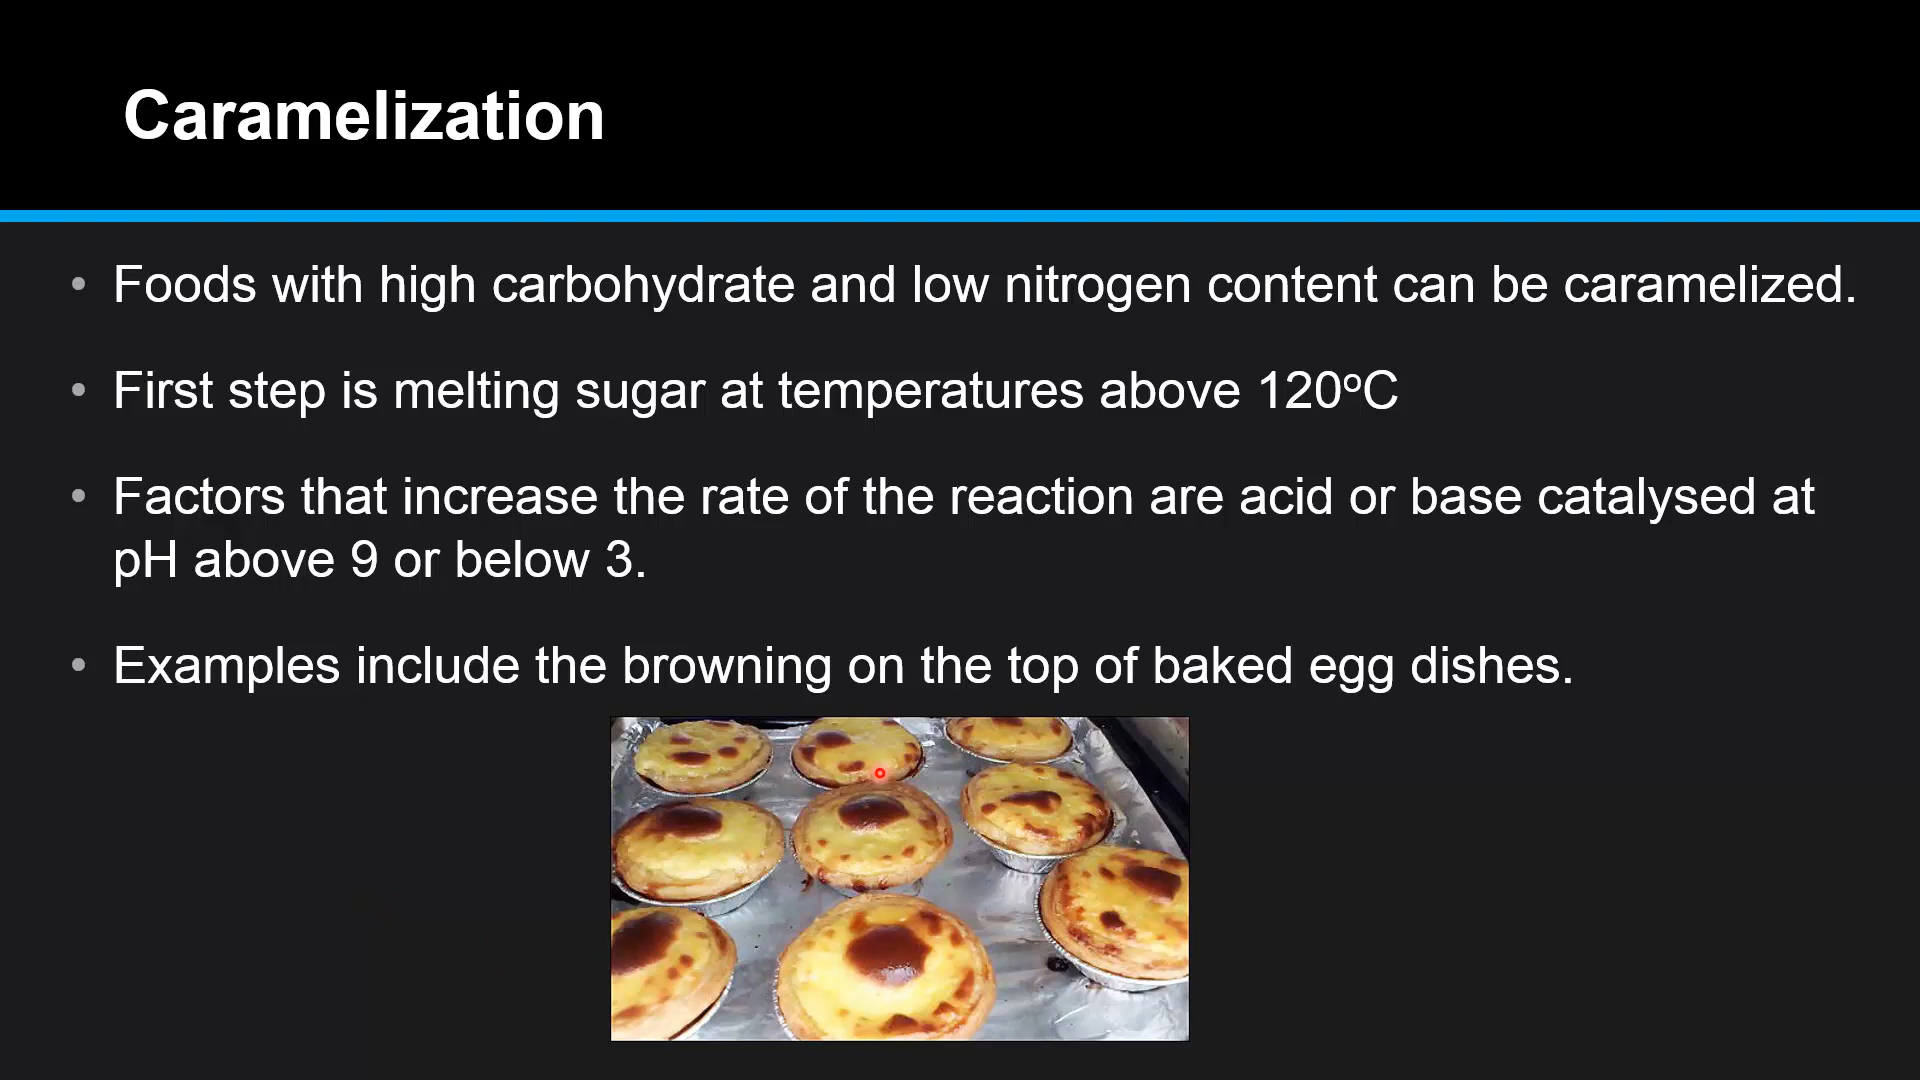 Caramelization
• Foods with high carbohydrate and low nitrogen content can be caramelized.
• First step is melting sugar at temperatures above 120ºC
• Factors that increase the rate of the reaction are acid or base catalysed at
pH above 9 or below 3.
• Examples include the browning on the top of baked egg dishes.